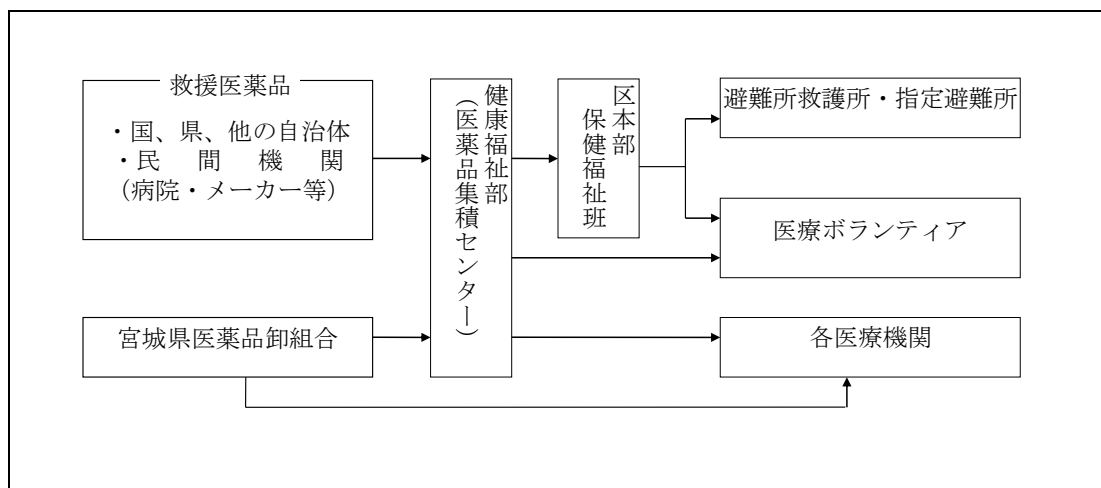 救援医薬品
・国、県、他の自治体
・民間機関
（病院・メーカー等）
宮城県医薬品卸組合
健康福祉部
（医薬品集積センター）
区本部
保健福祉班
避難所救護所・指定避難所
医療ボランティア
各医療機関